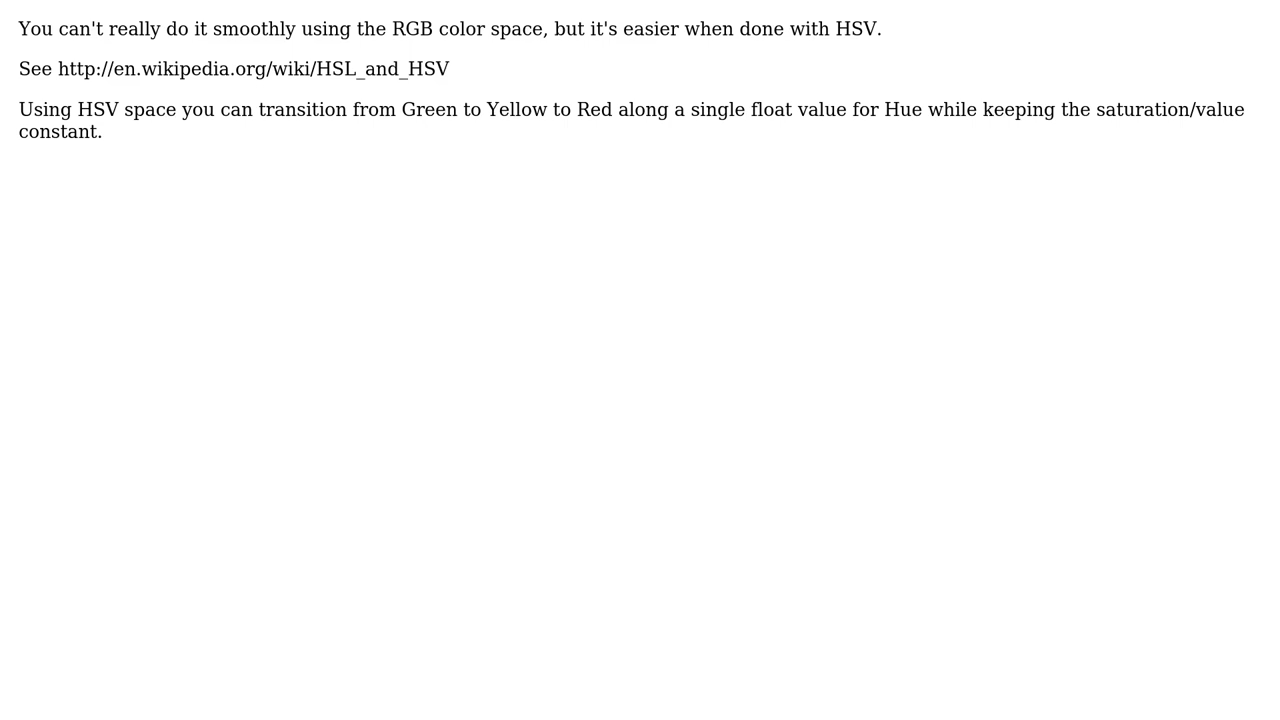 You can't really do it smoothly using the RGB color space, but it's easier when done with HSV.
See http://en.wikipedia.org/wiki/HSL_and_HSV
Using HSV space you can transition from Green to Yellow to Red along a single float value for Hue while keeping the saturation/value
constant.